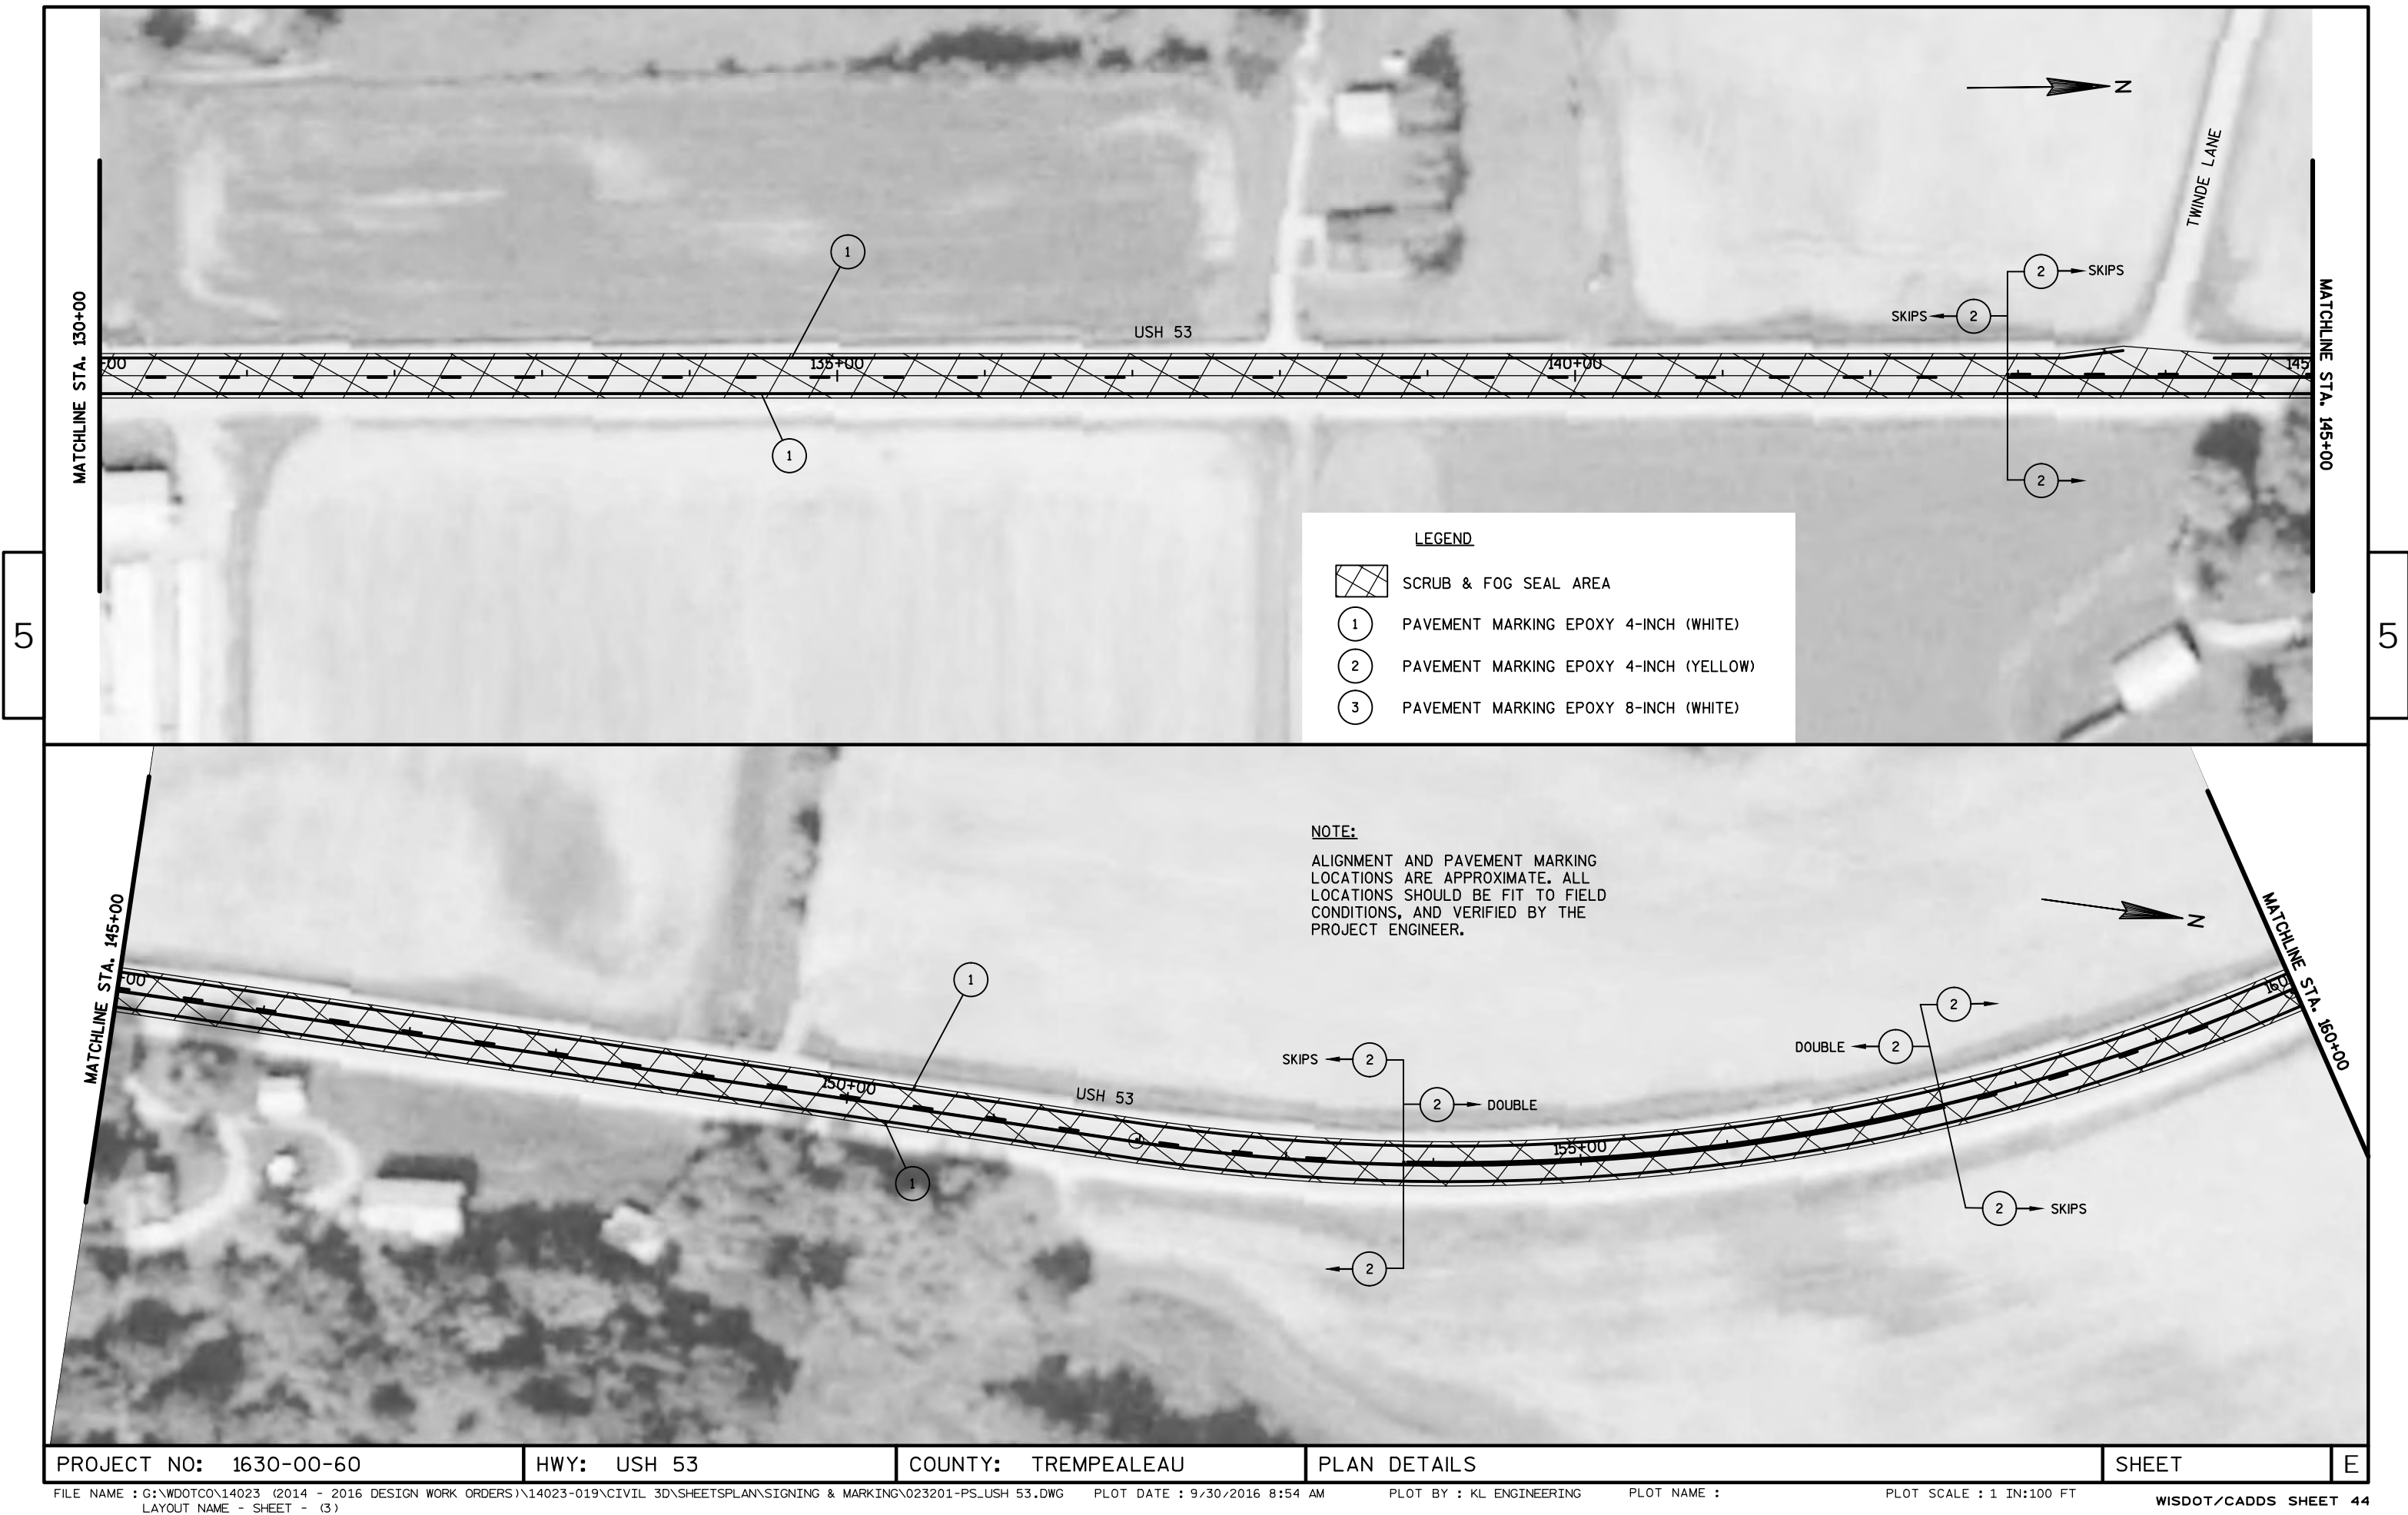 N
TWINDE LANE
1
2 SKIPS
SKIPS 2
MATCHLINE STA. 130+00
USH 53
MATCHLINE STA. 145+00
+00
135+00
140+00
145
1
2
LEGEND
SCRUB & FOG SEAL AREA
1 PAVEMENT MARKING EPOXY 4-INCH (WHITE)
2 PAVEMENT MARKING EPOXY 4-INCH (YELLOW)
3 PAVEMENT MARKING EPOXY 8-INCH (WHITE)
5
5
NOTE:
ALIGNMENT AND PAVEMENT MARKING
LOCATIONS ARE APPROXIMATE. ALL
LOCATIONS SHOULD BE FIT TO FIELD
CONDITIONS, AND VERIFIED BY THE
PROJECT ENGINEER.
N
MATCHLINE STA. 145+00
MATCHLINE STA. 160+00
+00
1
160
2
DOUBLE 2
SKIPS 2
150+00
USH 53
2 DOUBLE
155+00
1
2 SKIPS
2
PROJECT NO: 1630-00-60
HWY: USH 53
COUNTY: TREMPEALEAU
PLAN DETAILS
SHEET
E
FILE NAME : G:\WDOTCO\14023 (2014 - 2016 DESIGN WORK ORDERS)\14023-019\CIVIL 3D\SHEETSPLAN\SIGNING & MARKING\023201-PS_USH 53.DWG
PLOT DATE : 9/30/2016 8:54 AM
PLOT BY : KL ENGINEERING
PLOT NAME :
PLOT SCALE : 1 IN:100 FT
WISDOT/CADDS SHEET 44
LAYOUT NAME - SHEET - (3)